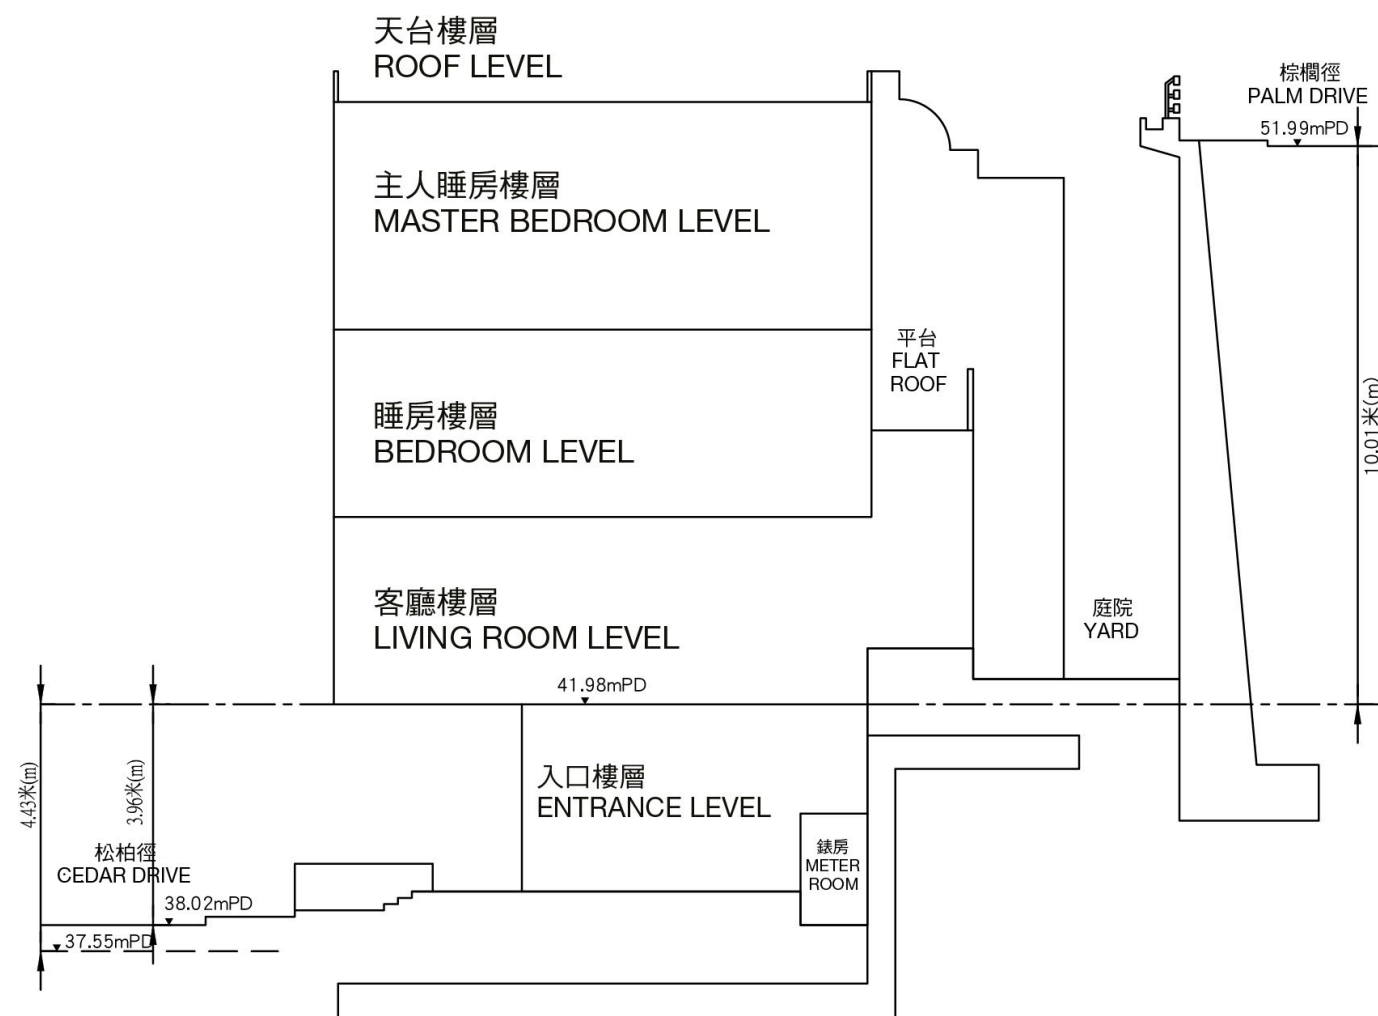 天台樓層
ROOF LEVEL
棕櫚徑
PALM DRIVE
51.99mPD
主人睡房樓層
MASTER BEDROOM LEVEL
平台
FLAT
ROOF
睡房樓層
BEDROOM LEVEL
10.01米(m)
客廳樓層
LIVING ROOM LEVEL
庭院
YARD
41.98mPD
4.43米(m)
3.96米(m)
入口樓層
ENTRANCE LEVEL
松柏徑
CEDAR DRIVE
錶房
METER
ROOM
38.02mPD
37.55mPD